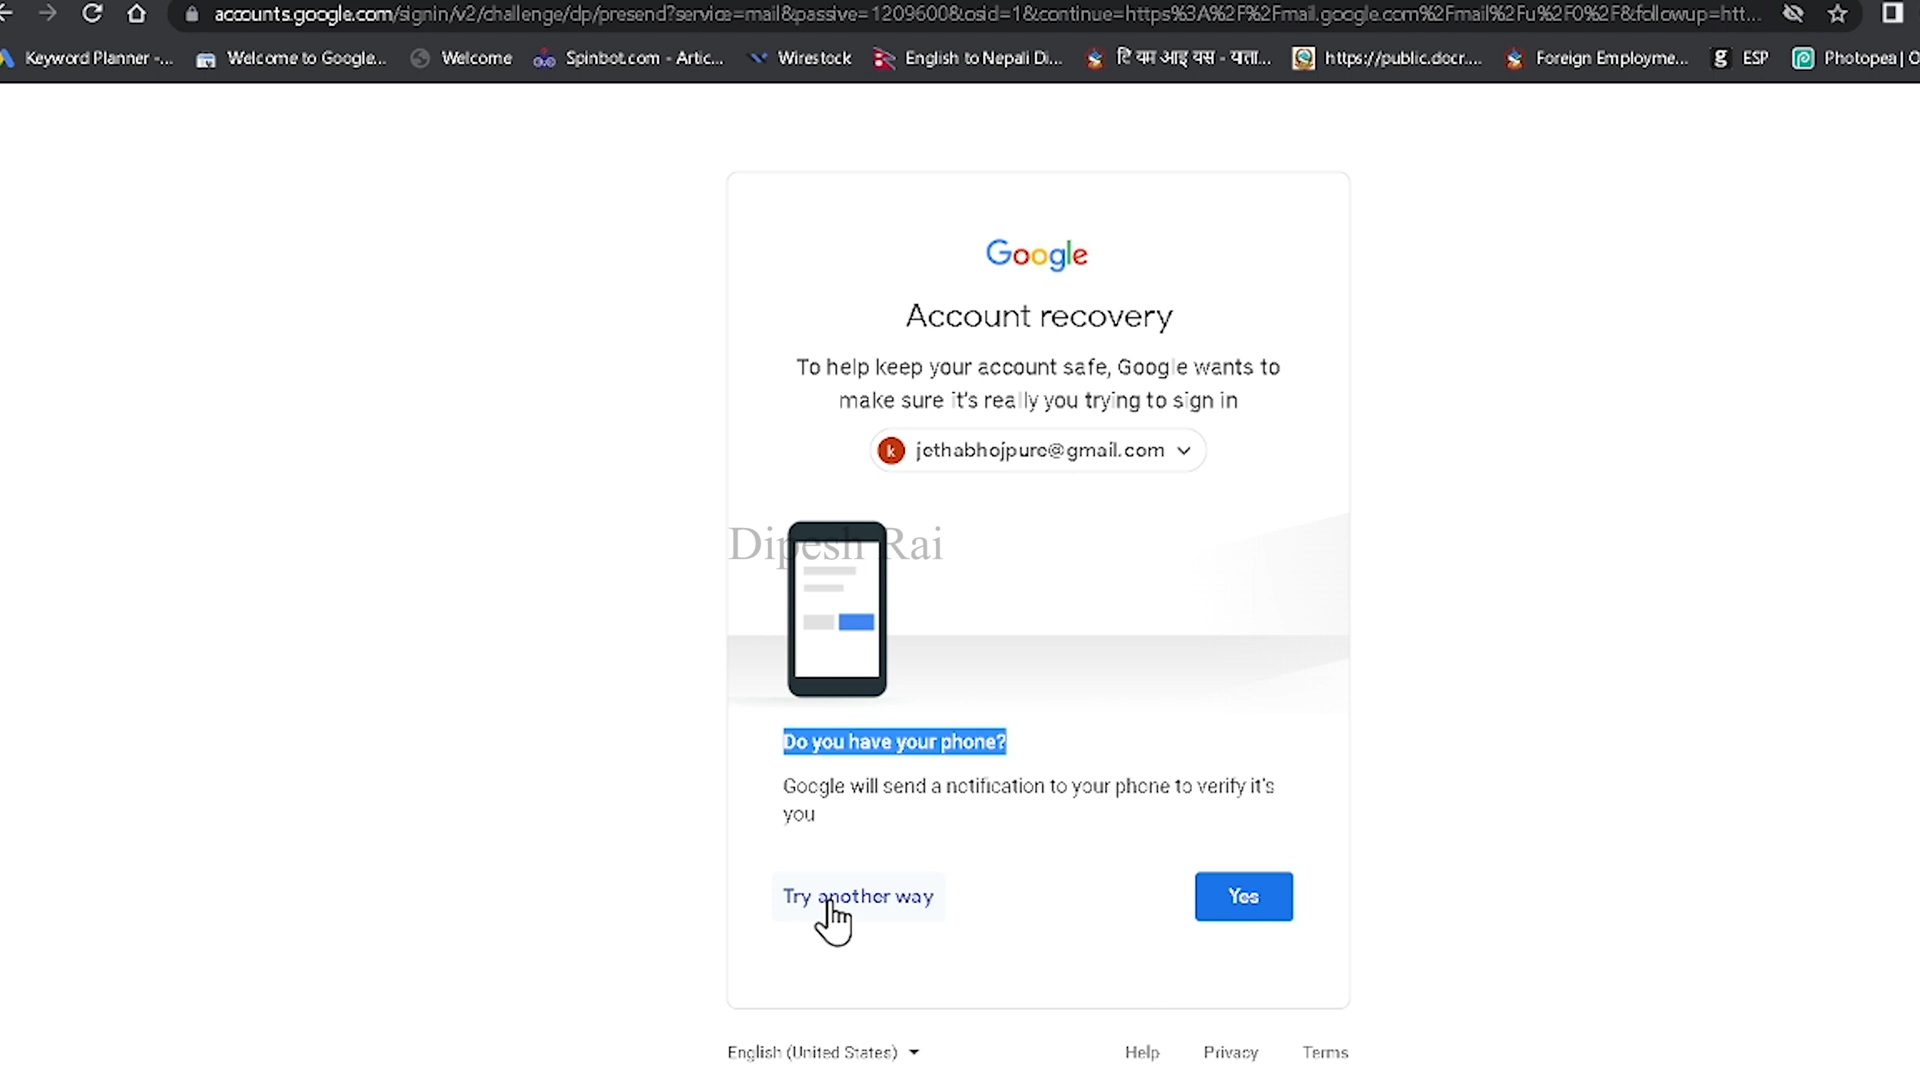 accounts.google.com/signin/v2/challenge/dp/presend?service=mail&passive=1209600&osid=1&continue=https%3A%2F%2Fmail.google.com%2Fmail%2Fu%2F0%2F&followup=htt...
Keyword Planner -... Welcome to Google... Welcome Spinbot.com - Artic... Wirestock English to Nepali Di... टि यम आइ यस - याता... https://public.docr.... Foreign Employme... ESP Photopea | O
Google
Account recovery
To help keep your account safe, Google wants to
make sure it's really you trying to sign in
k jethabhojpure@gmail.com
Dipesh Rai
Do you have your phone?
Google will send a notification to your phone to verify it's
you
Try another way Yes
English (United States) Help Privacy Terms